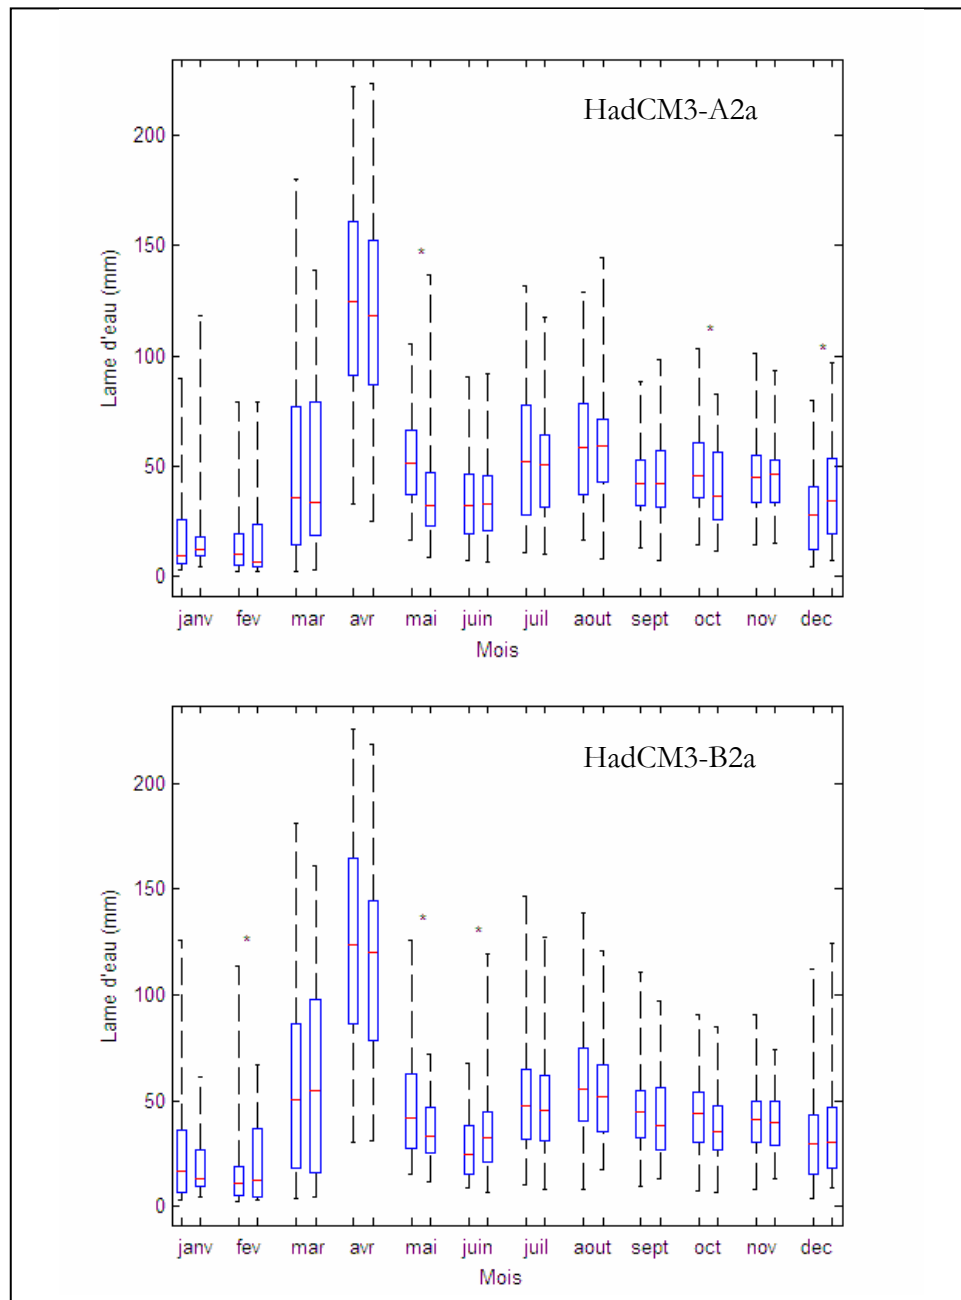 HadCM3-A2a
200
150
100
50
0
Lame d'eau (mm)
*
*
*
janv fev mar avr mai juin juil aout sept oct nov dec
Mois
HadCM3-B2a
200
150
100
50
0
Lame d'eau (mm)
*
*
*
janv fev mar avr mai juin juil aout sept oct nov dec
Mois